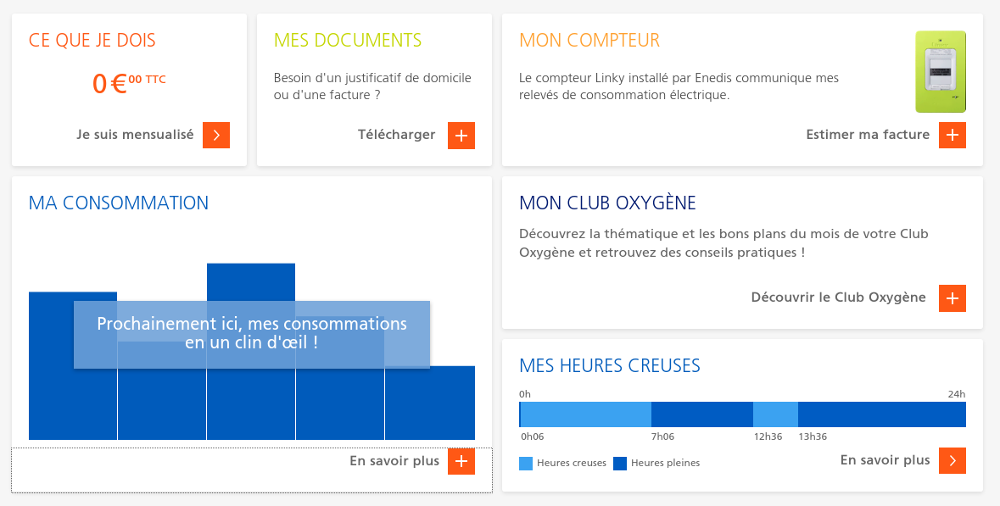 CE QUE JE DOIS
0 €00 TTC
Je suis mensualisé
MES DOCUMENTS
Besoin d'un justificatif de domicile
ou d'une facture ?
Télécharger
MON COMPTEUR
Le compteur Linky installé par Enedis communique mes
relevés de consommation électrique.
Estimer ma facture
MA CONSOMMATION
Prochainement ici, mes consommations
en un clin d'œil !
En savoir plus
MON CLUB OXYGÈNE
Découvrez la thématique et les bons plans du mois de votre Club
Oxygène et retrouvez des conseils pratiques !
Découvrir le Club Oxygène
MES HEURES CREUSES
0h 24h
0h06 7h06 12h36 13h36
Heures creuses Heures pleines
En savoir plus